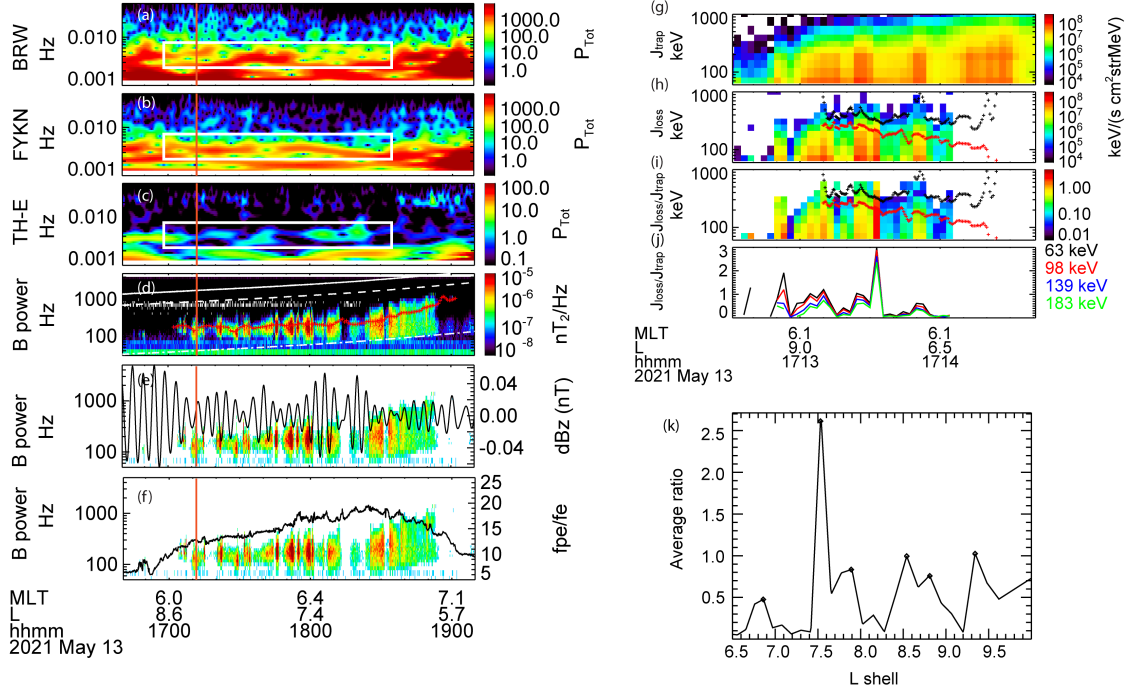 (a)
BRW
Hz
0.010
0.001
1000.0
100.0
10.0
1.0
P_Tot
(b)
FYKN
Hz
0.010
0.001
1000.0
100.0
10.0
1.0
P_Tot
(c)
TH-E
Hz
0.010
0.001
100.0
10.0
1.0
0.1
P_Tot
(d)
B power
Hz
1000
100
10^-5
10^-6
10^-7
10^-8
nT_2/Hz
(e)
B power
Hz
1000
100
0.04
0.00
-0.04
dBz (nT)
(f)
B power
Hz
1000
100
25
20
15
10
5
fpe/fe
MLT 6.0 6.4 7.1
L 8.6 7.4 5.7
hhmm 1700 1800 1900
2021 May 13
(g)
J_trap
keV
1000
100
10^8
10^7
10^6
10^5
10^4
(h)
J_loss
keV
1000
100
10^8
10^7
10^6
10^5
10^4
keV/(s cm^2strMeV)
(i)
J_loss/J_trap
keV
1000
100
1.00
0.10
0.01
(j)
J_loss/J_trap
3
2
1
0
63 keV
98 keV
139 keV
183 keV
MLT 6.1 6.1
L 9.0 6.5
hhmm 1713 1714
2021 May 13
(k)
Average ratio
2.5
2.0
1.5
1.0
0.5
6.5 7.0 7.5 8.0 8.5 9.0 9.5
L shell